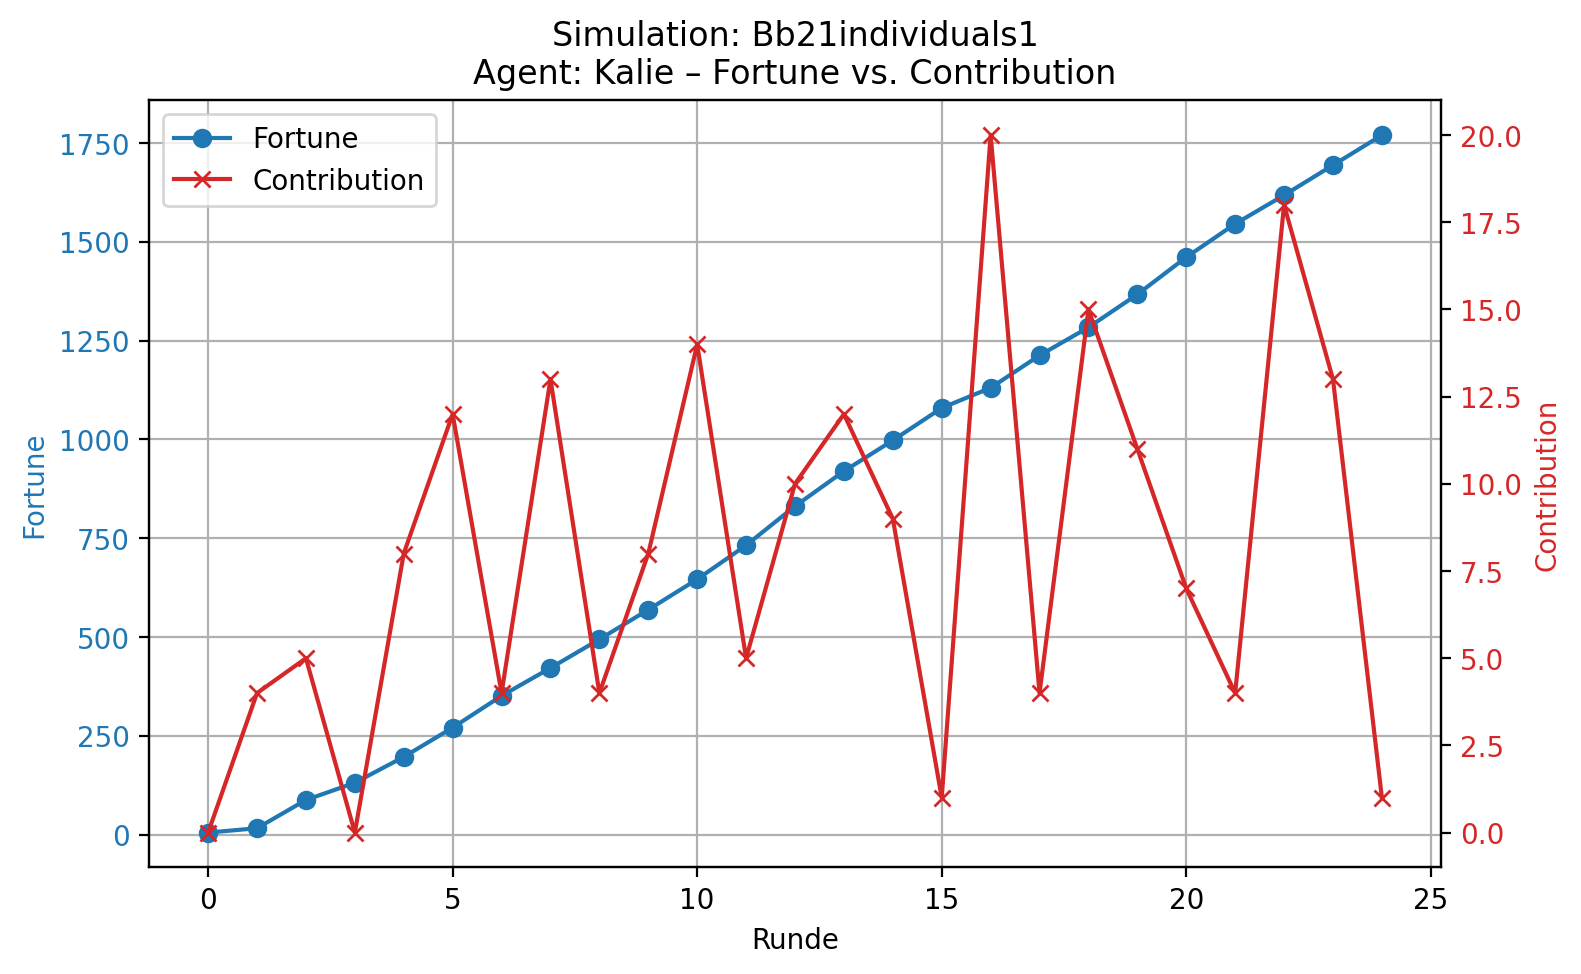 Simulation: Bb21individuals1
Agent: Kalie – Fortune vs. Contribution
Fortune
Contribution
1750
1500
1250
1000
750
500
250
0
Fortune
20.0
17.5
15.0
12.5
10.0
7.5
5.0
2.5
0.0
Contribution
0 5 10 15 20 25
Runde